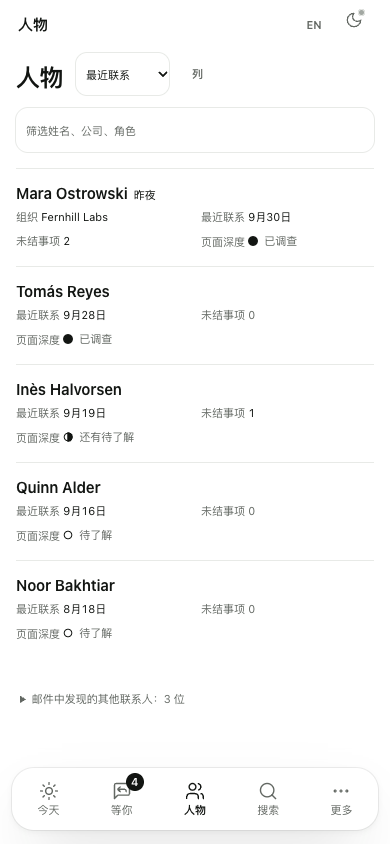 人物 EN
人物 最近联系 列
筛选姓名、公司、角色
Mara Ostrowski 昨夜
组织 Fernhill Labs 最近联系 9月30日
未结事项 2 页面深度 已调查
Tomás Reyes
最近联系 9月28日 未结事项 0
页面深度 已调查
Inès Halvorsen
最近联系 9月19日 未结事项 1
页面深度 还有待了解
Quinn Alder
最近联系 9月16日 未结事项 0
页面深度 待了解
Noor Bakhtiar
最近联系 8月18日 未结事项 0
页面深度 待了解
邮件中发现的其他联系人：3 位
4
今天 等你 人物 搜索 更多